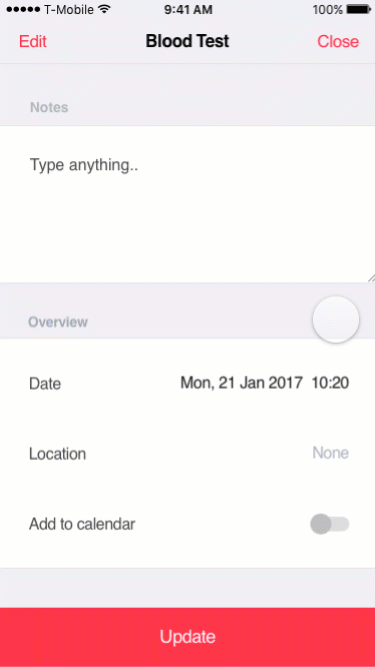 T-Mobile 9:41 AM 100%
Edit Blood Test Close
Notes
Type anything..
Overview
Date Mon, 21 Jan 2017 10:20
Location None
Add to calendar
Update